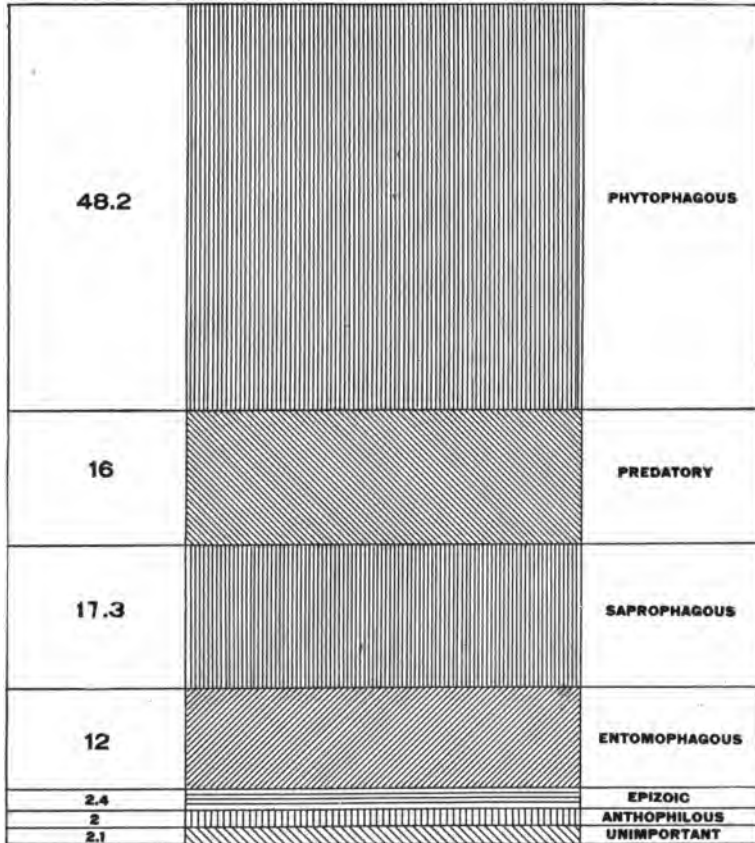 48.2 PHYTOPHAGOUS
16 PREDATORY
17.3 SAPROPHAGOUS
12 ENTOMOPHAGOUS
2.4 EPIZOIC
2 ANTHOPHILOUS
2.1 UNIMPORTANT